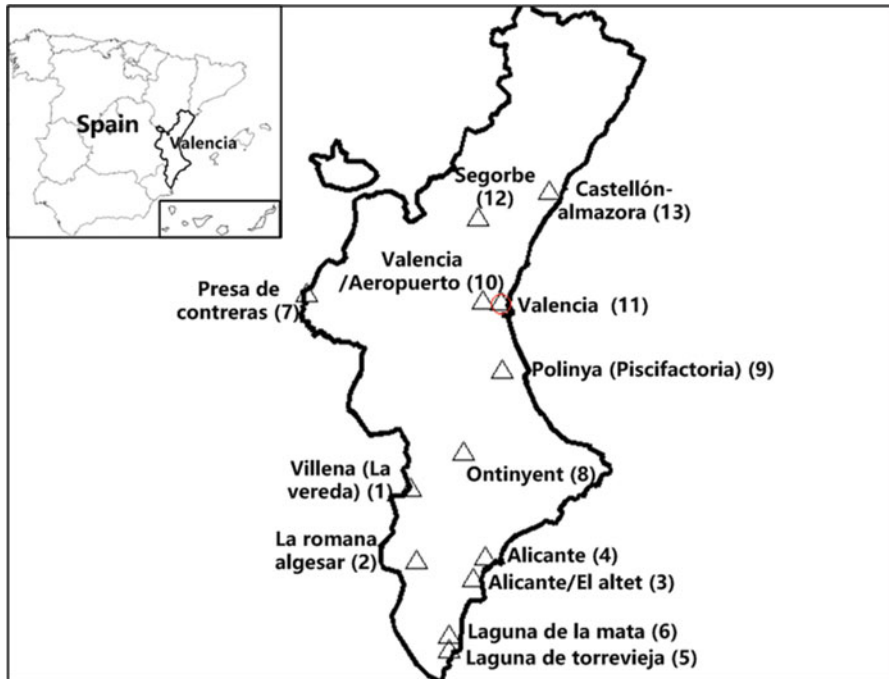 Spain
Valencia
Segorbe
(12)
Castellón-
almazora (13)
Valencia
/Aeropuerto (10)
Presa de
contreras (7)
Valencia (11)
Polinya (Piscifactoria) (9)
Villena (La
vereda) (1)
Ontinyent (8)
La romana
algesar (2)
Alicante (4)
Alicante/El altet (3)
Laguna de la mata (6)
Laguna de torrevieja (5)